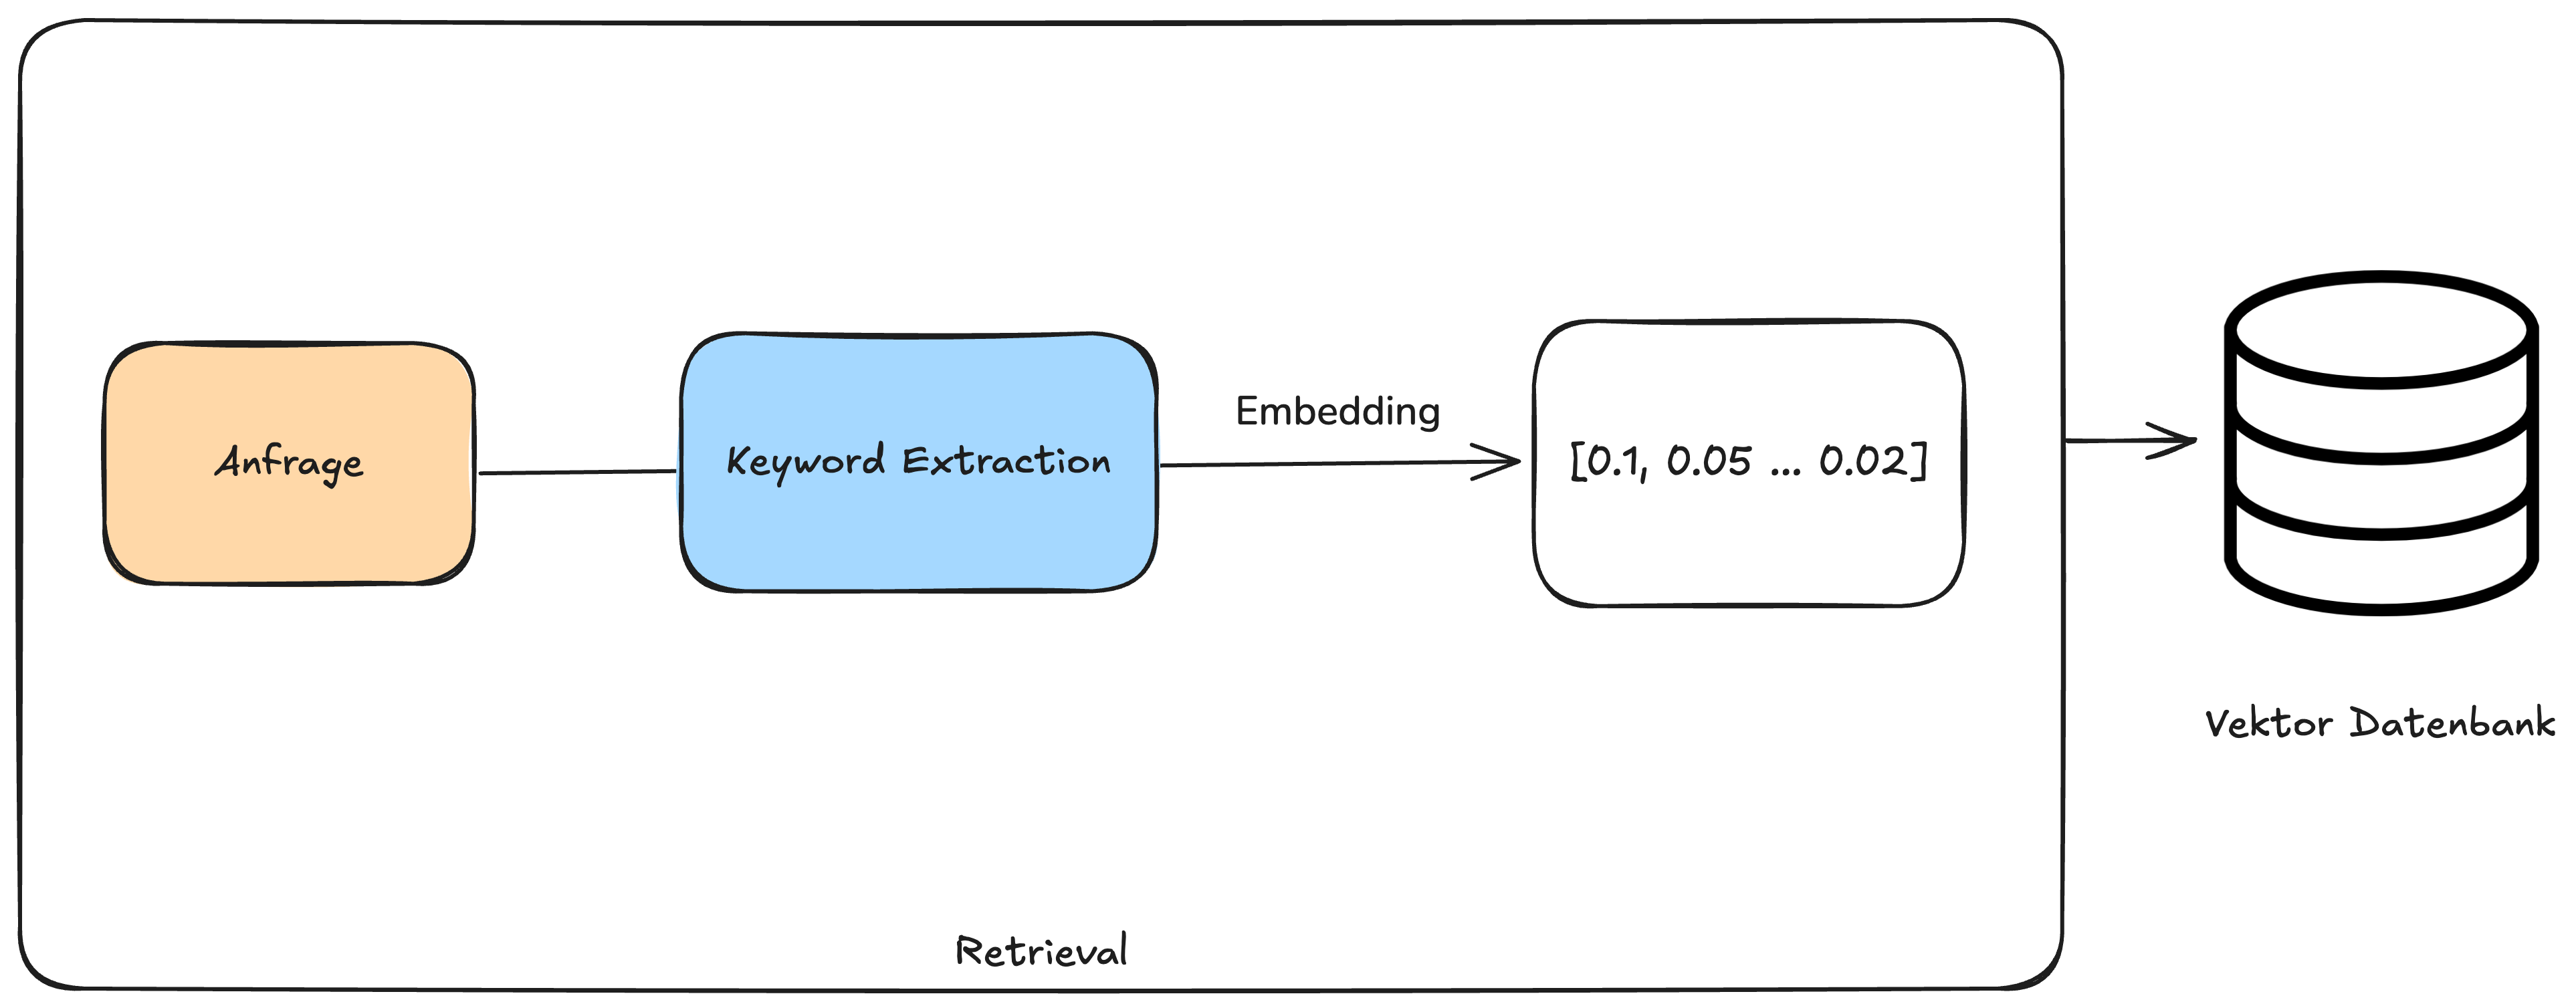 Anfrage
Keyword Extraction
Embedding
[0.1, 0.05 ... 0.02]
Vektor Datenbank
Retrieval